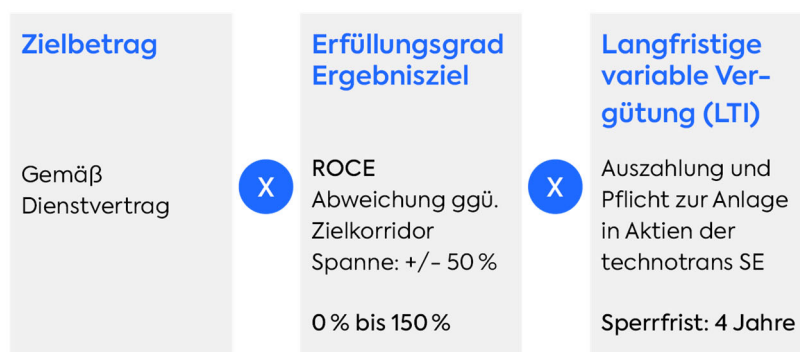 Zielbetrag
Gemäß
Dienstvertrag
X
Erfüllungsgrad
Ergebnisziel
ROCE
Abweichung ggü.
Zielkorridor
Spanne: +/- 50 %
0 % bis 150 %
X
Langfristige
variable Ver-
gütung (LTI)
Auszahlung und
Pflicht zur Anlage
in Aktien der
technotrans SE
Sperrfrist: 4 Jahre